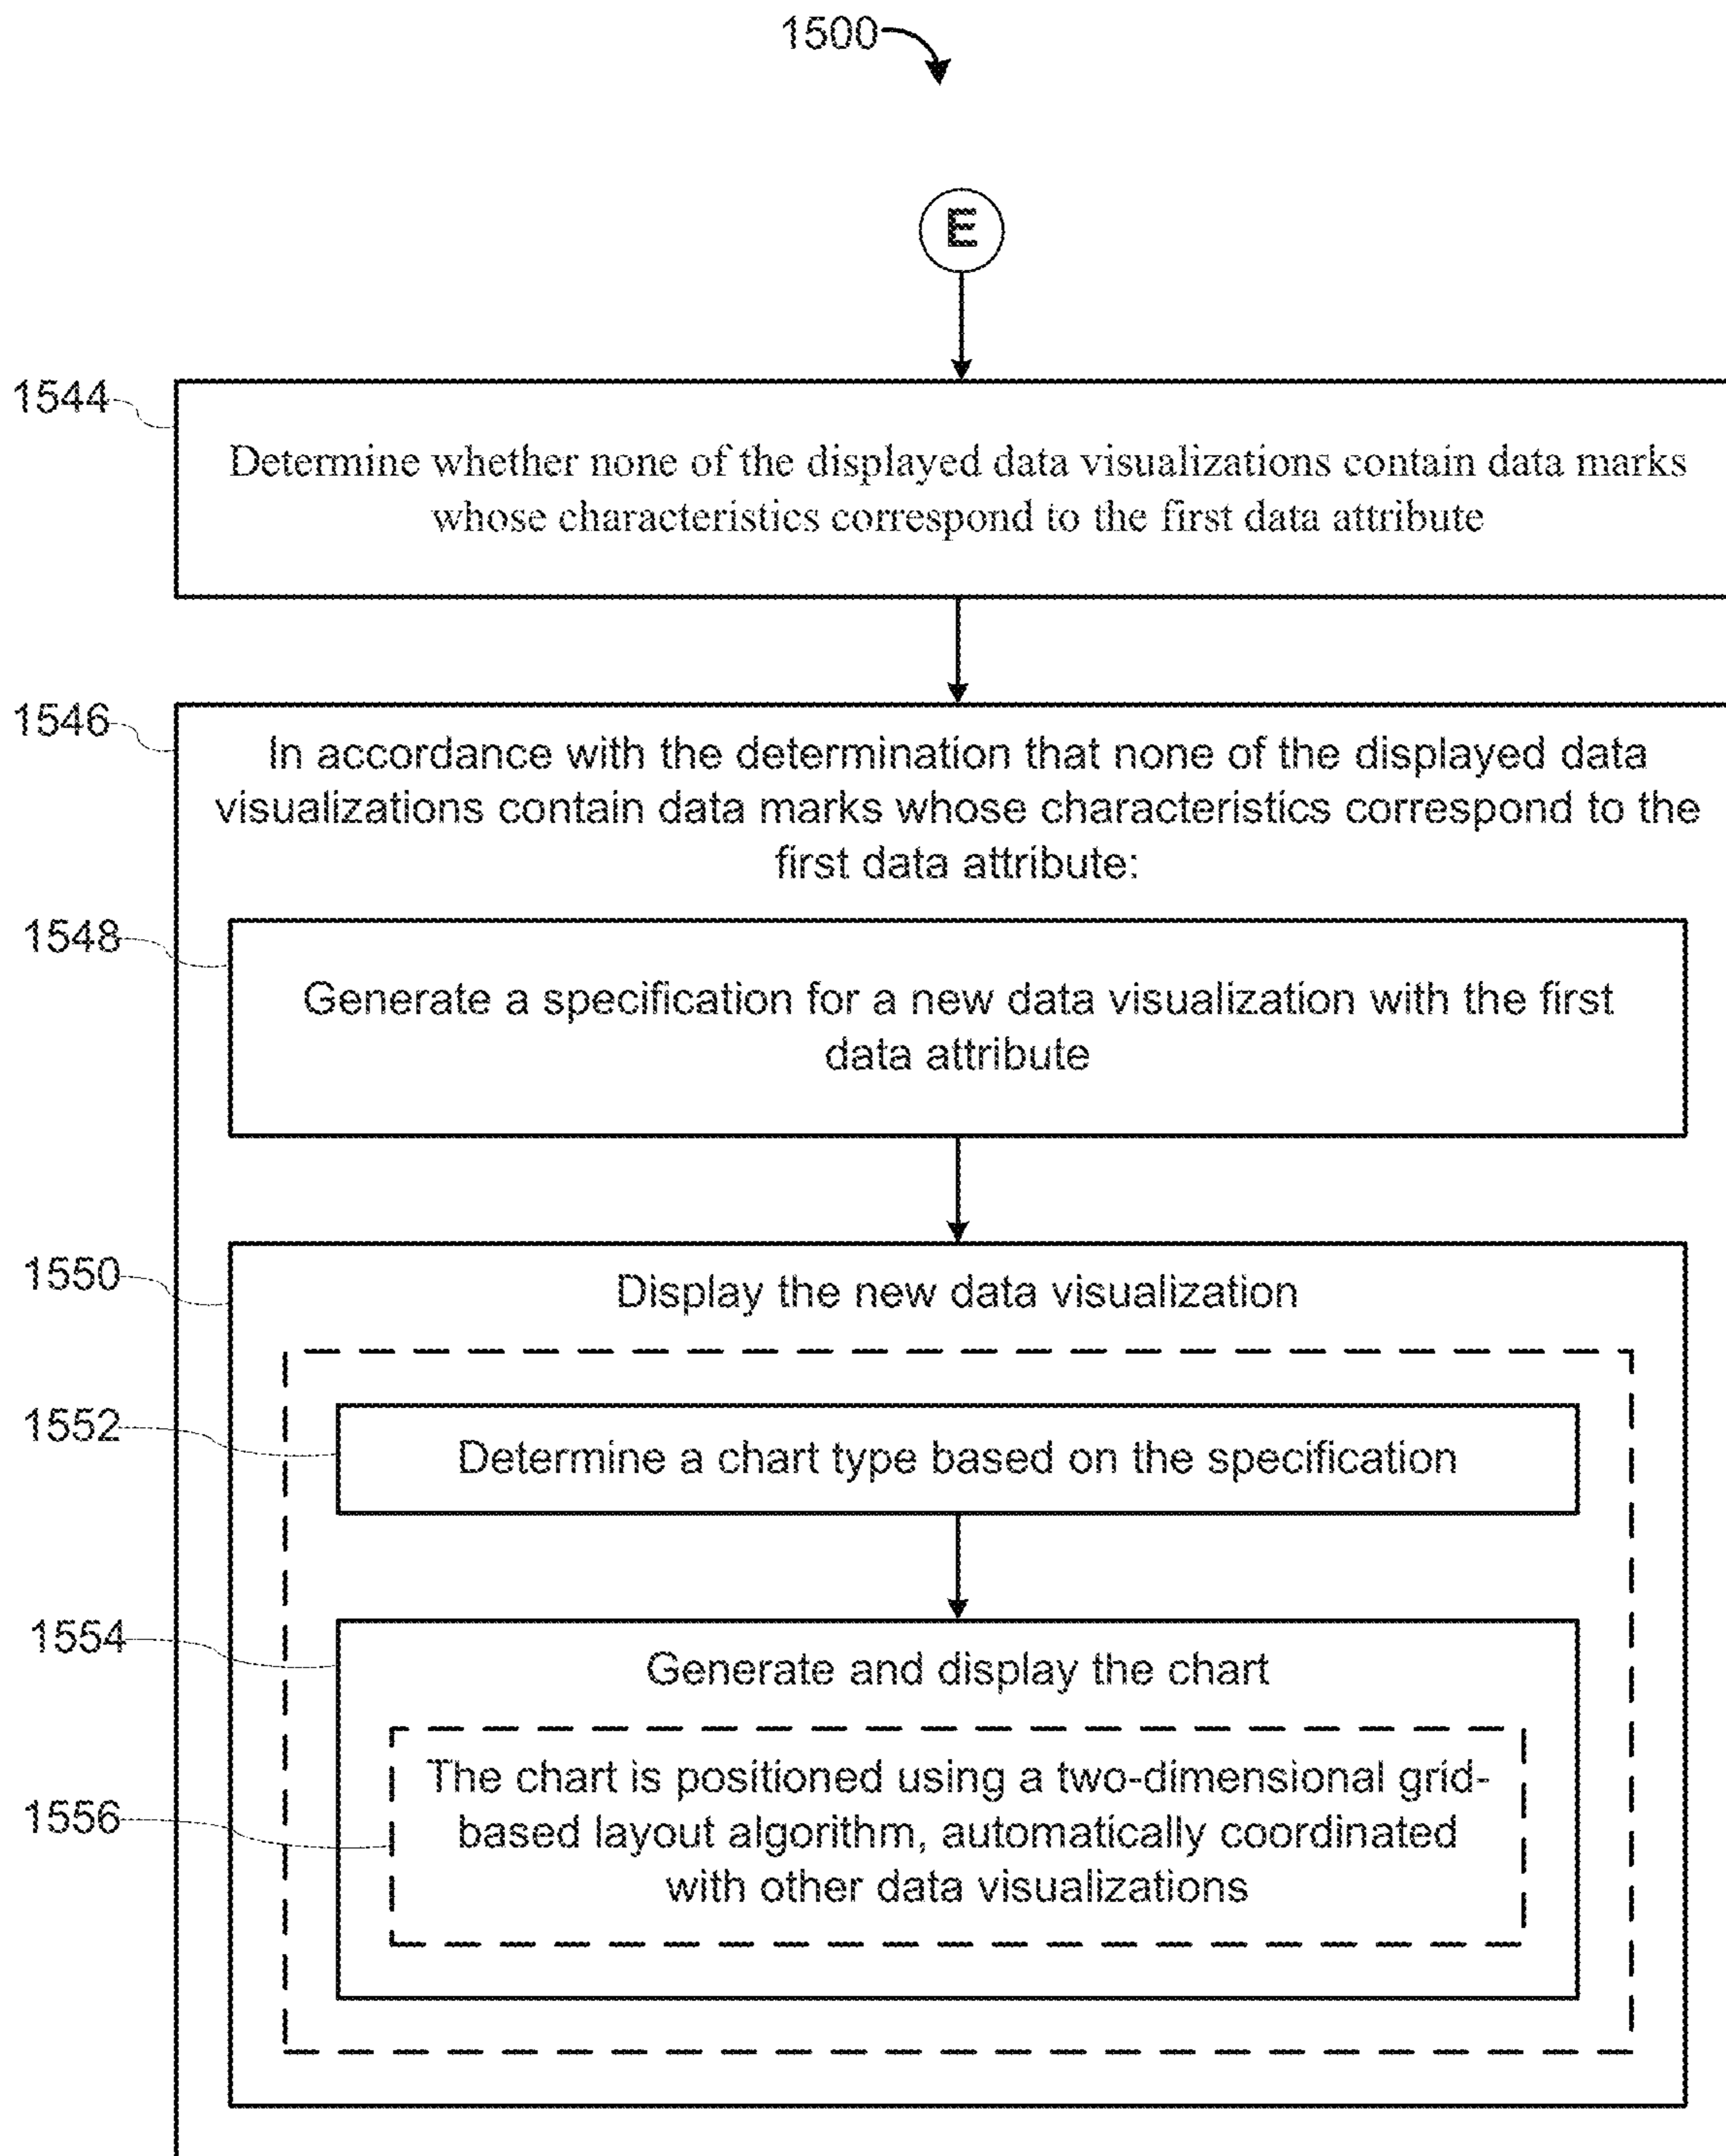 1500
E
1544
Determine whether none of the displayed data visualizations contain data marks
whose characteristics correspond to the first data attribute
1546
In accordance with the determination that none of the displayed data
visualizations contain data marks whose characteristics correspond to the
first data attribute:
1548
Generate a specification for a new data visualization with the first
data attribute
1550
Display the new data visualization
1552
Determine a chart type based on the specification
1554
Generate and display the chart
1556
The chart is positioned using a two-dimensional grid-
based layout algorithm, automatically coordinated
with other data visualizations